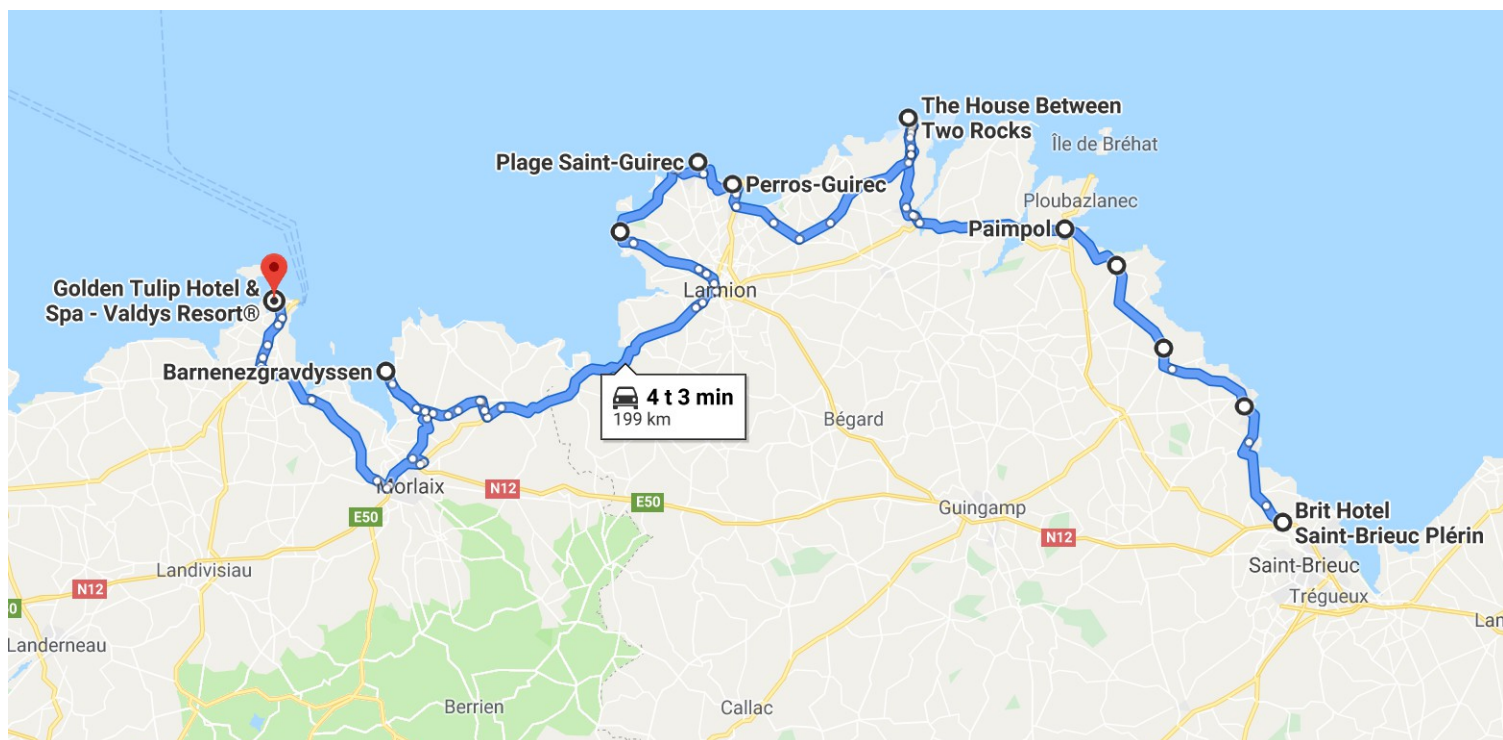 The House Between
Two Rocks
Île de Bréhat
Plage Saint-Guirec
Perros-Guirec
Ploubazlanec
Paimpol
Golden Tulip Hotel &
Spa - Valdys Resort®
Lannion
Barnenezgravdyssen
4 t 3 min
199 km
Bégard
Morlaix
N12
E50
E50
Guingamp
N12
Brit Hotel
Saint-Brieuc Plérin
Landivisiau
Saint-Brieuc
N12
Trégueux
0
Landerneau
Lan
Berrien
Callac